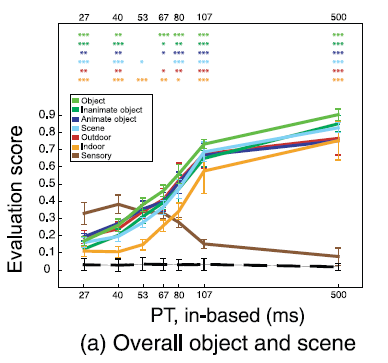 27 40 53 67 80 107 500
0.9
0.8
0.7
0.6
0.5
0.4
0.3
0.2
0.1
0
Evaluation score
Object
Inanimate object
Animate object
Scene
Outdoor
Indoor
Sensory
27 40 53 67 80 107 500
PT, in-based (ms)
(a) Overall object and scene